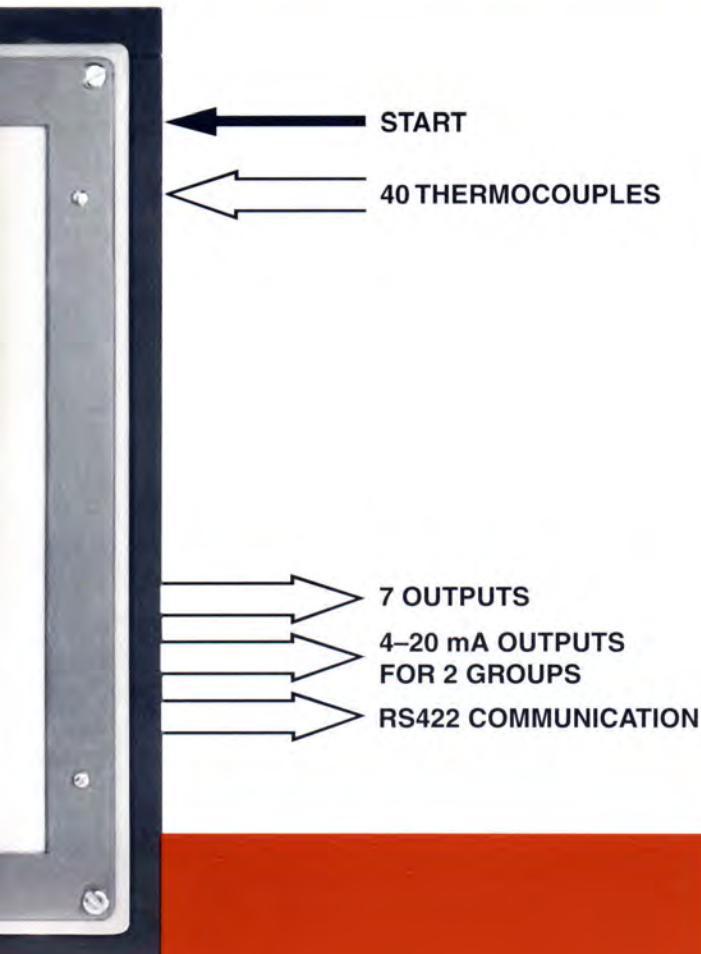 START
40 THERMOCOUPLES
7 OUTPUTS
4–20 mA OUTPUTS
FOR 2 GROUPS
RS422 COMMUNICATION